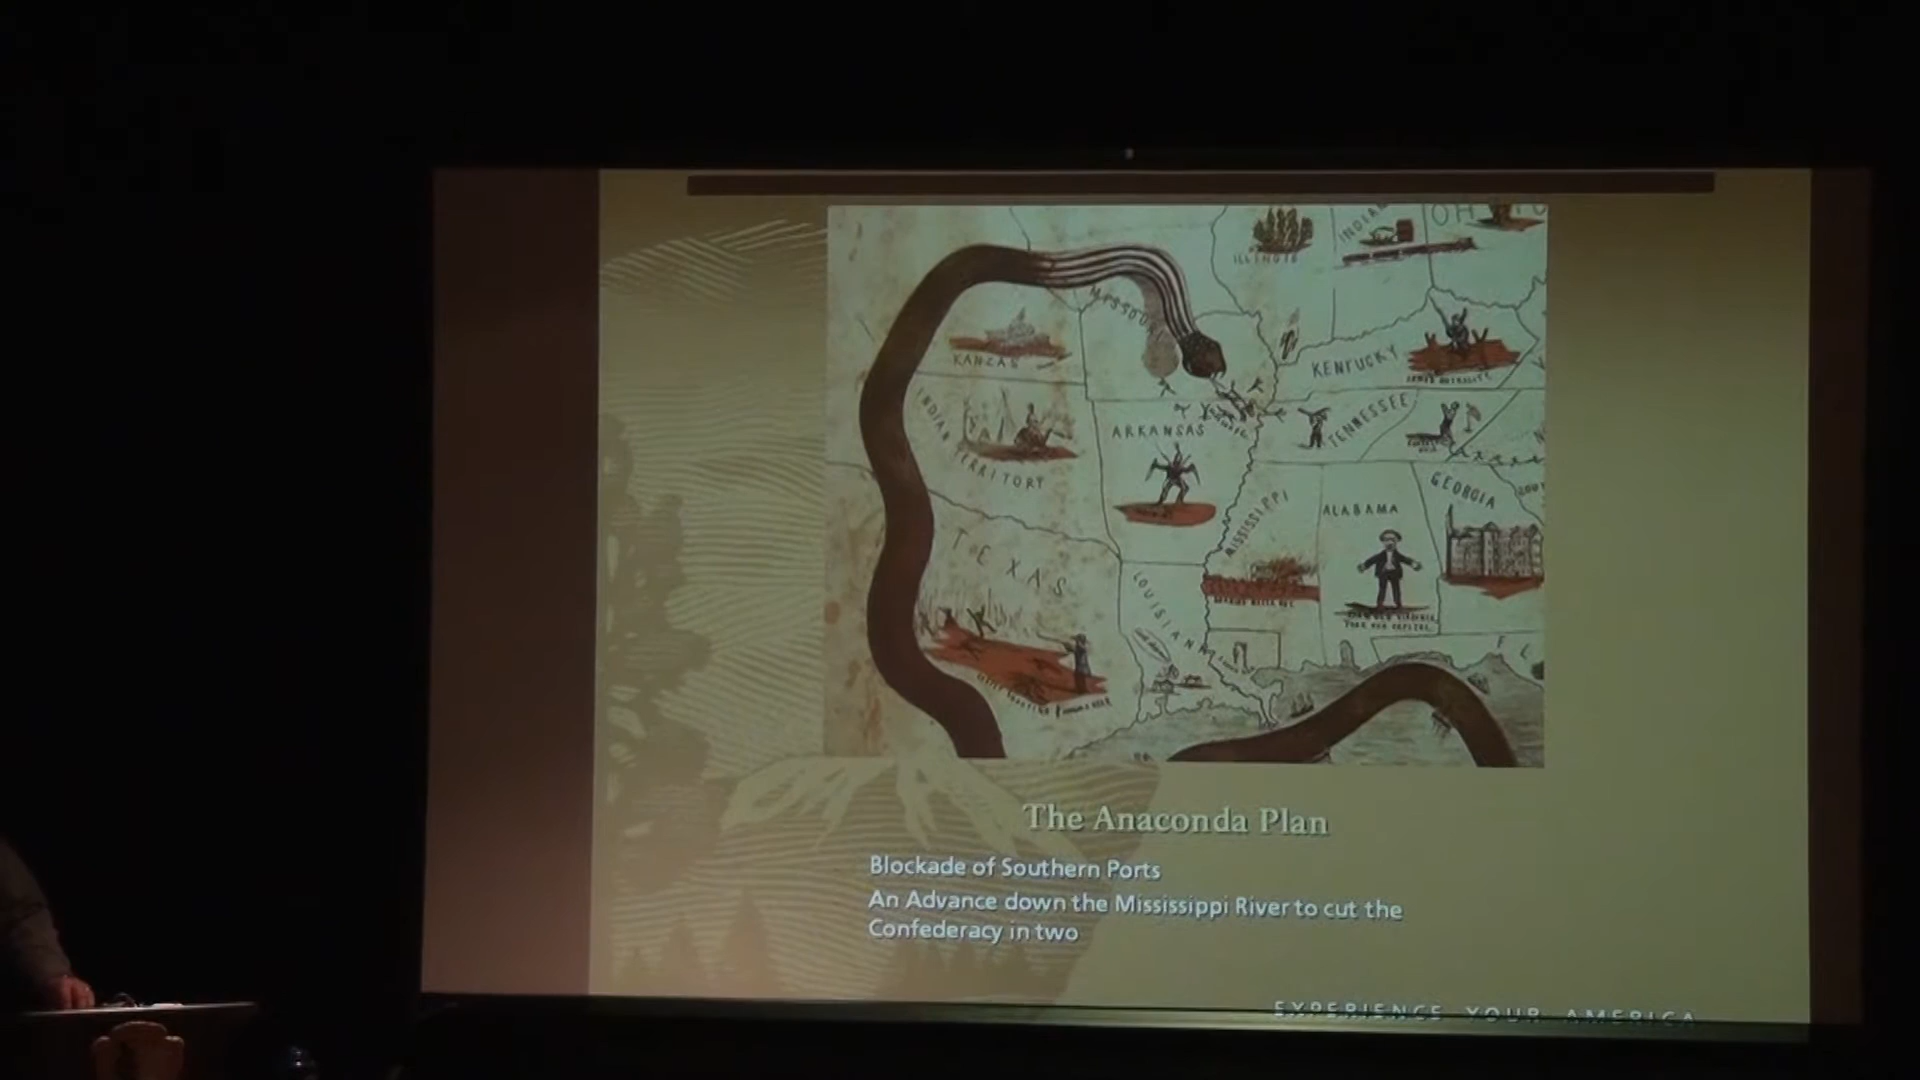 OHIO
INDIANA
ILLINOIS
MISSOURI
KANZAS
KENTUCKY
INDIAN TERRITORY
ARKANSAS
TENNESSEE
GEORGIA
MISSISSIPPI
ALABAMA
TEXAS
LOUISIANA
The Anaconda Plan
Blockade of Southern Ports
An Advance down the Mississippi River to cut the
Confederacy in two
EXPERIENCE YOUR AMERICA